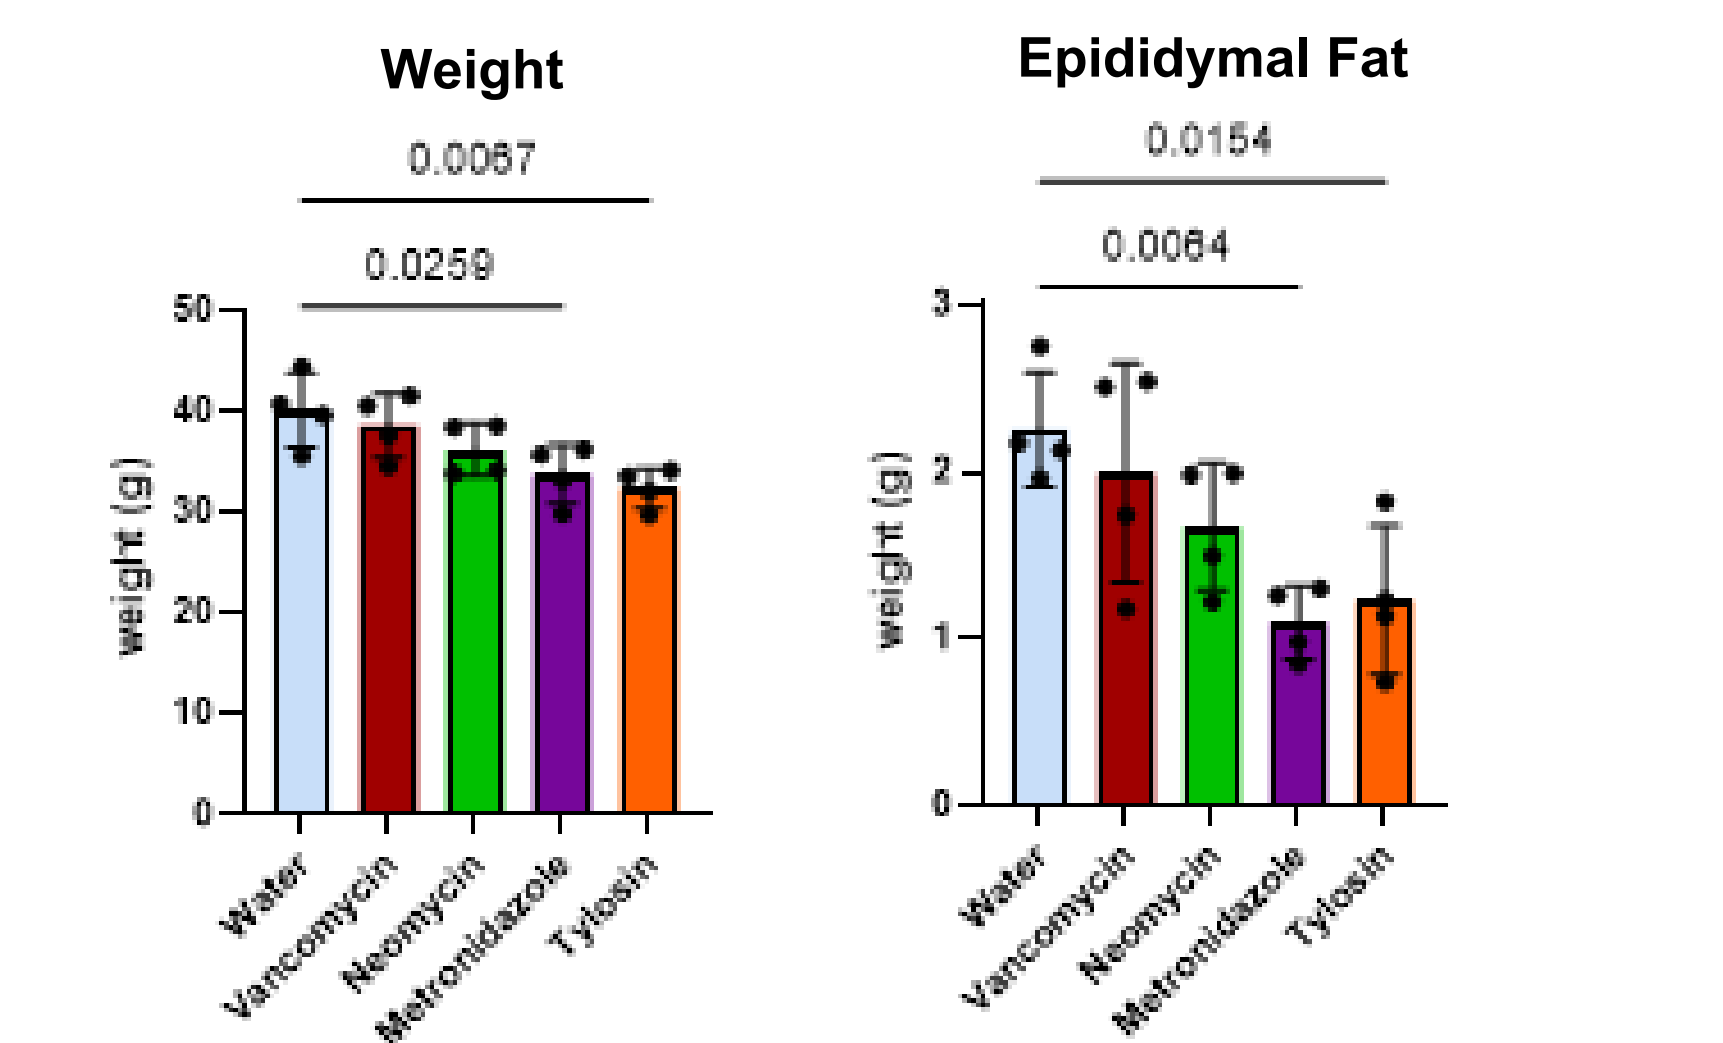 Weight
0.0067
0.0259
50
40
30
20
10
0
weight (g)
Water
Vancomycin
Neomycin
Metronidazole
Tylosin
Epididymal Fat
0.0154
0.0064
3
2
1
0
weight (g)
Water
Vancomycin
Neomycin
Metronidazole
Tylosin